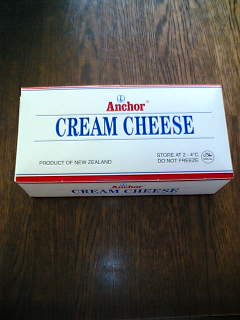 Anchor
CREAM CHEESE
PRODUCT OF NEW ZEALAND
STORE AT 2 - 4°C
DO NOT FREEZE
Anchor
CREAM CHEESE